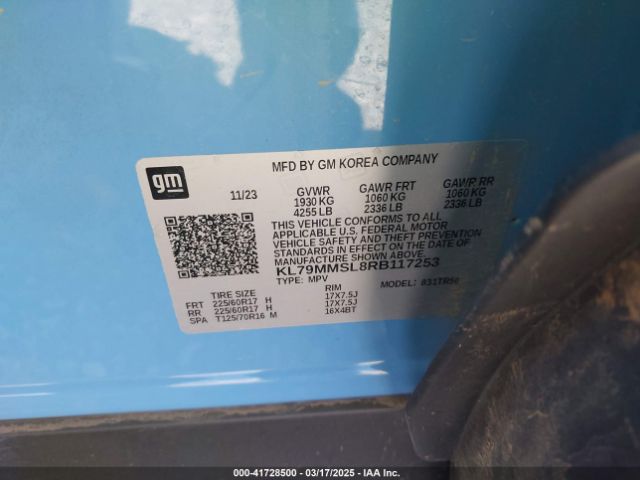 gm
MFD BY GM KOREA COMPANY
11/23 GVWR GAWR FRT GAWR RR
1930 KG 1060 KG 1060 KG
4255 LB 2336 LB 2336 LB
THIS VEHICLE CONFORMS TO ALL
APPLICABLE U.S. FEDERAL MOTOR
VEHICLE SAFETY AND THEFT PREVENTION
STANDARDS IN EFFECT ON THE DATE OF
MANUFACTURE SHOWN ABOVE.
KL79MMSL8RB117253
TYPE: MPV MODEL:
TIRE SIZE RIM
FRT 225/60R17 H 17X7.5J
RR 225/60R17 H 17X7.5J
SPA T125/70R16 M 16X4BT
000-41728500 - 03/17/2025 - IAA Inc.